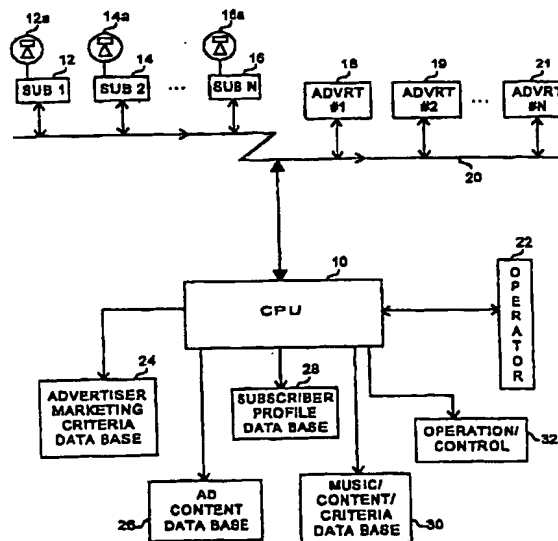 12a
14a
16a
12
14
16
18
19
21
SUB 1
SUB 2
...
SUB N
ADVRT
#1
ADVRT
#2
...
ADVRT
#N
20
10
22
CPU
OPERATOR
24
ADVERTISER
MARKETING
CRITERIA
DATA BASE
28
SUBSCRIBER
PROFILE
DATA BASE
OPERATION/
CONTROL
32
AD
CONTENT
DATA BASE
26
MUSIC/
CONTENT/
CRITERIA
DATA BASE
30